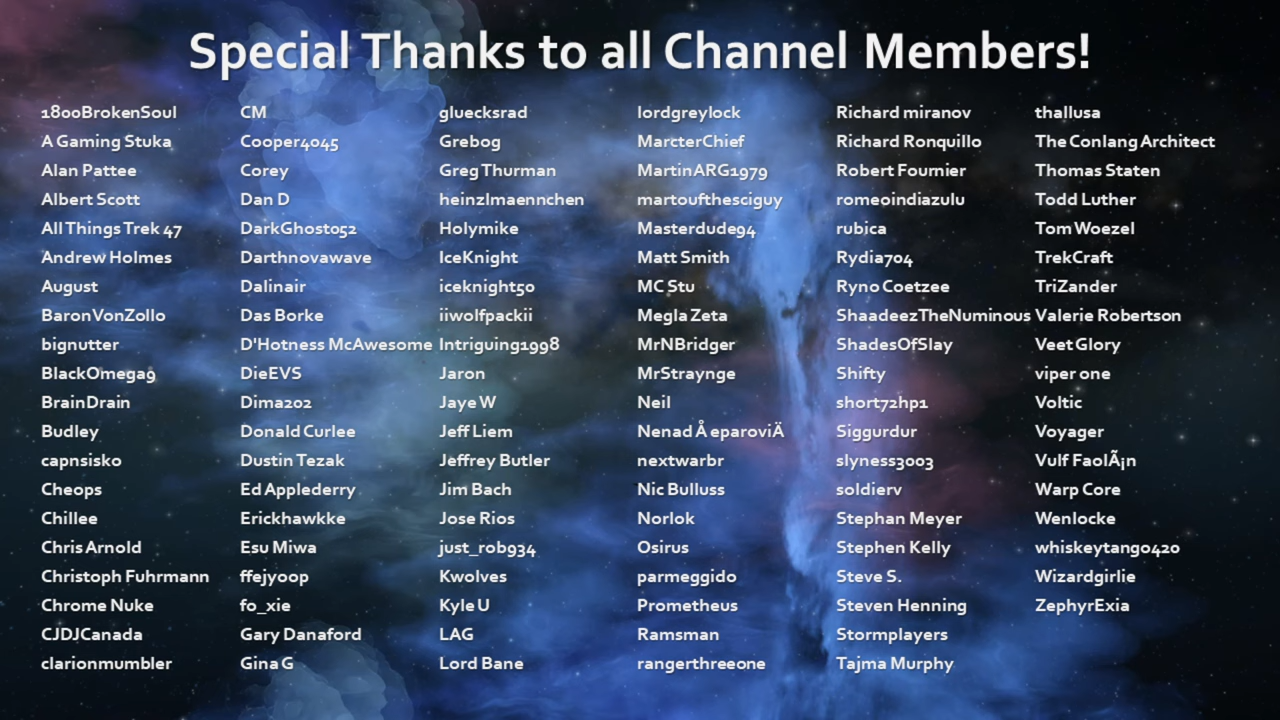 Special Thanks to all Channel Members!
1800BrokenSoul
A Gaming Stuka
Alan Pattee
Albert Scott
All Things Trek 47
Andrew Holmes
August
BaronVonZollo
bignutter
BlackOmega9
BrainDrain
Budley
capnsisko
Cheops
Chillee
Chris Arnold
Christoph Fuhrmann
Chrome Nuke
CJDJCanada
clarionmumbler
CM
Cooper4045
Corey
Dan D
DarkGhost052
Darthnovawave
Dalinair
Das Borke
D'Hotness McAwesome
DieEVS
Dima202
Donald Curlee
Dustin Tezak
Ed Applederry
Erickhawkke
Esu Miwa
ffejyoop
fo_xie
Gary Danaford
Gina G
gluecksrad
Grebog
Greg Thurman
heinzlmaennchen
Holymike
IceKnight
iceknight50
iiwolfpackii
Intriguing1998
Jaron
Jaye W
Jeff Liem
Jeffrey Butler
Jim Bach
Jose Rios
just_rob934
Kwolves
Kyle U
LAG
Lord Bane
lordgreylock
MarcterChief
MartinARG1979
martoufthesciguy
Masterdude94
Matt Smith
MC Stu
Megla Zeta
MrNBridger
MrStraynge
Neil
Nenad Å eparoviÄ
nextwarbr
Nic Bulluss
Norlok
Osirus
parmeggido
Prometheus
Ramsman
rangerthreeone
Richard miranov
Richard Ronquillo
Robert Fournier
romeoindiazulu
rubica
Rydia704
Ryno Coetzee
ShaadeezTheNuminous
ShadesOfSlay
Shifty
short72hp1
Siggurdur
slyness3003
soldierv
Stephan Meyer
Stephen Kelly
Steve S.
Steven Henning
Stormplayers
Tajma Murphy
thallusa
The Conlang Architect
Thomas Staten
Todd Luther
Tom Woezel
TrekCraft
TriZander
Valerie Robertson
Veet Glory
viper one
Voltic
Voyager
Vulf FaolÃ¡n
Warp Core
Wenlocke
whiskeytango420
Wizardgirlie
ZephyrExia